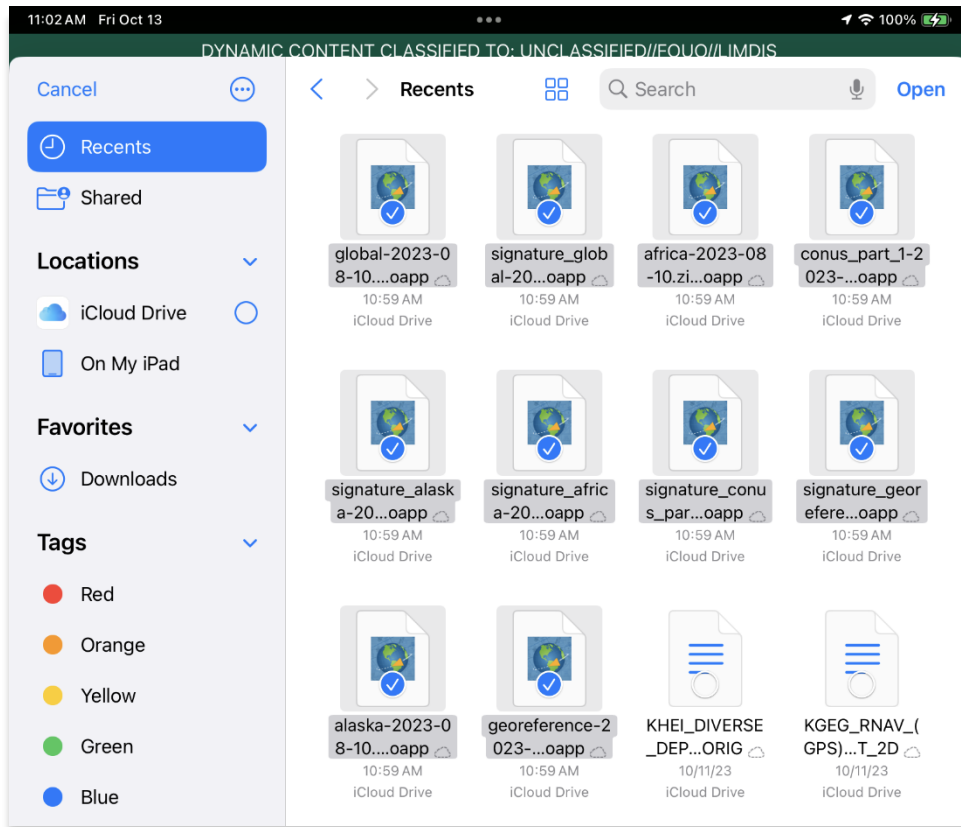 11:02 AM Fri Oct 13
100%
DYNAMIC CONTENT CLASSIFIED TO: UNCLASSIFIED//FOUO//LIMDIS
Cancel
Recents
Shared
Locations
iCloud Drive
On My iPad
Favorites
Downloads
Tags
Red
Orange
Yellow
Green
Blue
Recents
Search
Open
global-2023-0
8-10....oapp
10:59 AM
iCloud Drive
signature_glob
al-20...oapp
10:59 AM
iCloud Drive
africa-2023-08
-10.zi...oapp
10:59 AM
iCloud Drive
conus_part_1-2
023-...oapp
10:59 AM
iCloud Drive
signature_alask
a-20...oapp
10:59 AM
iCloud Drive
signature_afric
a-20...oapp
10:59 AM
iCloud Drive
signature_conu
s_par...oapp
10:59 AM
iCloud Drive
signature_geor
efere...oapp
10:59 AM
iCloud Drive
alaska-2023-0
8-10....oapp
10:59 AM
iCloud Drive
georeference-2
023-...oapp
10:59 AM
iCloud Drive
KHEI_DIVERSE
_DEP...ORIG
10/11/23
iCloud Drive
KGEG_RNAV_(
GPS)...T_2D
10/11/23
iCloud Drive